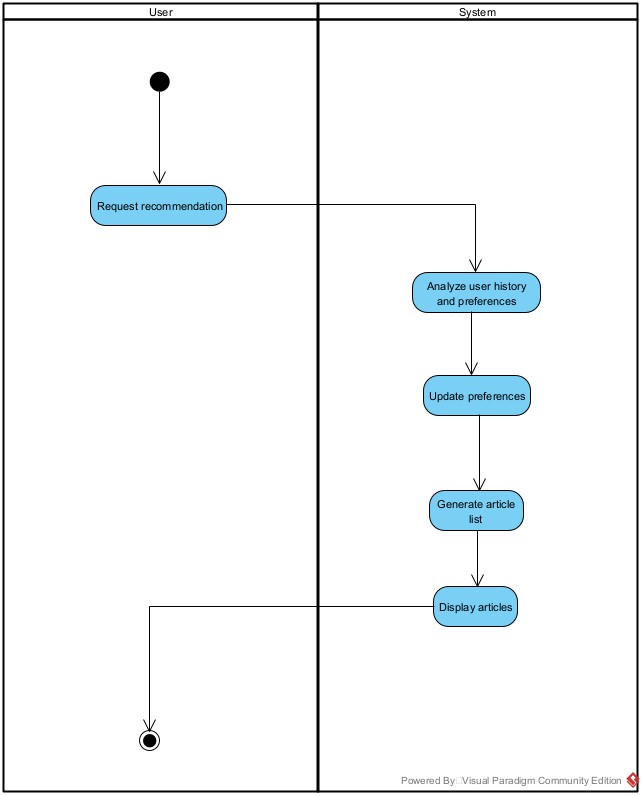 User
System
Request recommendation
Analyze user history
and preferences
Update preferences
Generate article
list
Display articles
Powered By Visual Paradigm Community Edition